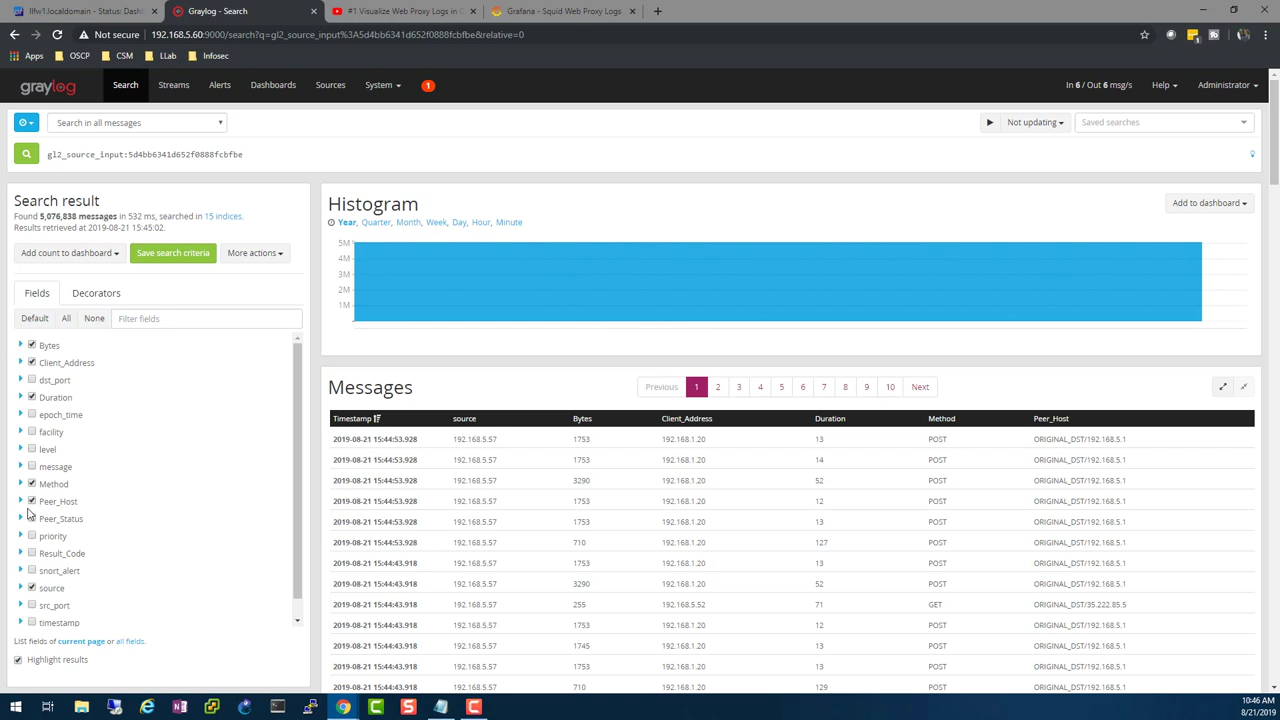 llfw1.localdomain - Status: Dash
Graylog - Search
#1 Visualize Web Proxy Logs in G
Grafana - Squid Web Proxy Logs
Not secure
192.168.5.60:9000/search?q=gl2_source_input%3A5d4bb6341d652f0888fcbfbe&relative=0
Apps
OSCP
CSM
LLab
Infosec
graylog
Search
Streams
Alerts
Dashboards
Sources
System
1
In 6 / Out 6 msg/s
Help
Administrator
Search in all messages
Not updating
Saved searches
gl2_source_input:5d4bb6341d652f0888fcbfbe
Search result
Found 5,076,838 messages in 532 ms, searched in 15 indices.
Results retrieved at 2019-08-21 15:45:02.
Add count to dashboard
Save search criteria
More actions
Fields
Decorators
Default
All
None
Filter fields
Bytes
Client_Address
dst_port
Duration
epoch_time
facility
level
message
Method
Peer_Host
Peer_Status
priority
Result_Code
snort_alert
source
src_port
timestamp
List fields of current page or all fields.
Highlight results
Histogram
Add to dashboard
Year, Quarter, Month, Week, Day, Hour, Minute
5M
4M
3M
2M
1M
Messages
Previous 1 2 3 4 5 6 7 8 9 10 Next
Timestamp source Bytes Client_Address Duration Method Peer_Host
2019-08-21 15:44:53.928 192.168.5.57 1753 192.168.1.20 13 POST ORIGINAL_DST/192.168.5.1
2019-08-21 15:44:53.928 192.168.5.57 1753 192.168.1.20 14 POST ORIGINAL_DST/192.168.5.1
2019-08-21 15:44:53.928 192.168.5.57 3290 192.168.1.20 52 POST ORIGINAL_DST/192.168.5.1
2019-08-21 15:44:53.928 192.168.5.57 1753 192.168.1.20 12 POST ORIGINAL_DST/192.168.5.1
2019-08-21 15:44:53.928 192.168.5.57 1753 192.168.1.20 13 POST ORIGINAL_DST/192.168.5.1
2019-08-21 15:44:53.928 192.168.5.57 710 192.168.1.20 127 POST ORIGINAL_DST/192.168.5.1
2019-08-21 15:44:43.918 192.168.5.57 1753 192.168.1.20 13 POST ORIGINAL_DST/192.168.5.1
2019-08-21 15:44:43.918 192.168.5.57 3290 192.168.1.20 52 POST ORIGINAL_DST/192.168.5.1
2019-08-21 15:44:43.918 192.168.5.57 255 192.168.5.52 71 GET ORIGINAL_DST/35.222.85.5
2019-08-21 15:44:43.918 192.168.5.57 1753 192.168.1.20 12 POST ORIGINAL_DST/192.168.5.1
2019-08-21 15:44:43.918 192.168.5.57 1745 192.168.1.20 13 POST ORIGINAL_DST/192.168.5.1
2019-08-21 15:44:43.918 192.168.5.57 1753 192.168.1.20 13 POST ORIGINAL_DST/192.168.5.1
2019-08-21 15:44:43.918 192.168.5.57 710 192.168.1.20 129 POST ORIGINAL_DST/192.168.5.1
10:46 AM
8/21/2019